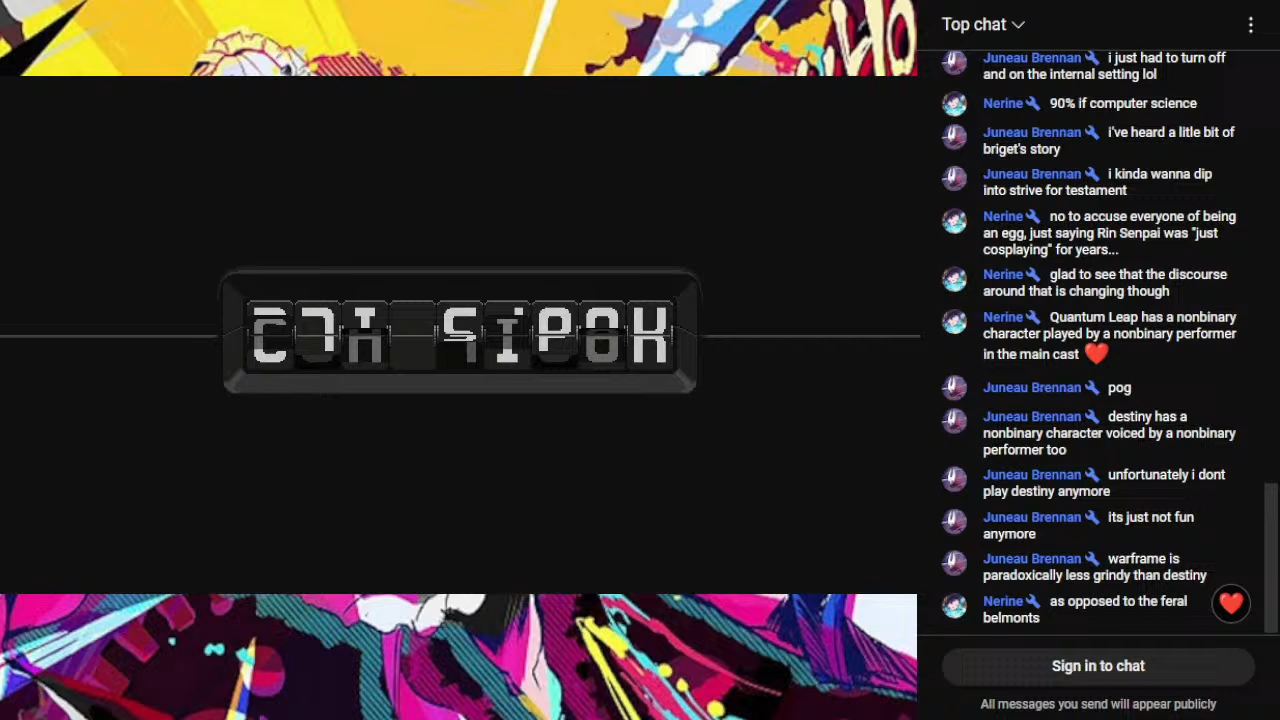 Top chat
Juneau Brennan i just had to turn off
and on the internal setting lol
Nerine 90% if computer science
Juneau Brennan i've heard a litle bit of
briget's story
Juneau Brennan i kinda wanna dip
into strive for testament
Nerine no to accuse everyone of being
an egg, just saying Rin Senpai was "just
cosplaying" for years...
Nerine glad to see that the discourse
around that is changing though
Nerine Quantum Leap has a nonbinary
character played by a nonbinary performer
in the main cast ❤️
Juneau Brennan pog
Juneau Brennan destiny has a
nonbinary character voiced by a nonbinary
performer too
Juneau Brennan unfortunately i dont
play destiny anymore
Juneau Brennan its just not fun
anymore
Juneau Brennan warframe is
paradoxically less grindy than destiny
Nerine as opposed to the feral
belmonts
Sign in to chat
All messages you send will appear publicly